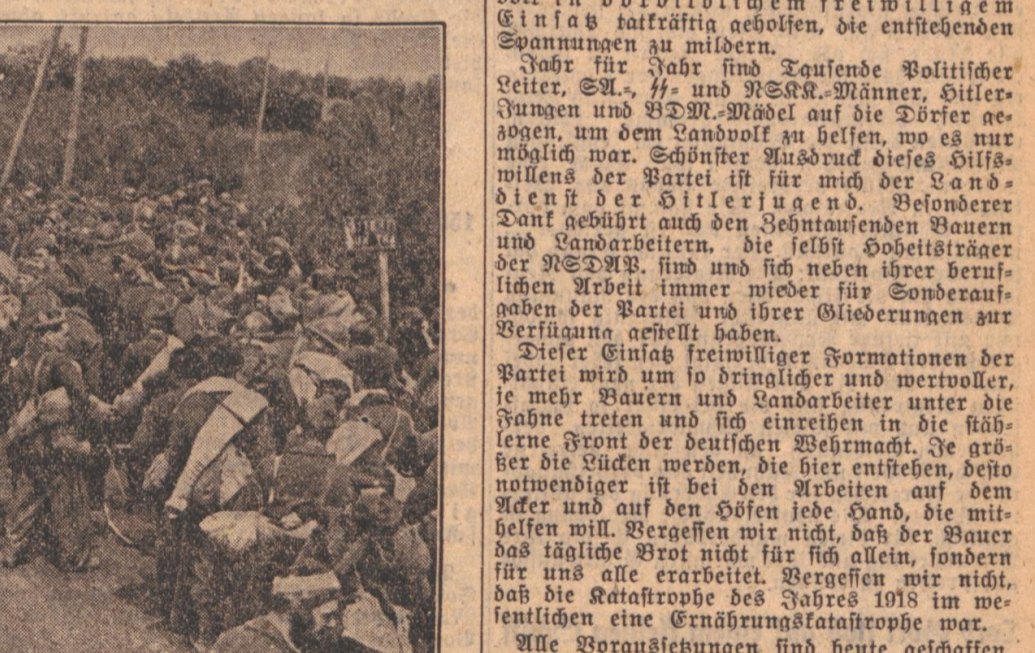 voll in vorbildlichem freiwilligem
Einsatz tatkräftig geholfen, die entstehenden
Spannungen zu mildern.
Jahr für Jahr sind Tausende Politischer
Leiter, SA.-, ᛋᛋ- und NSKK.-Männer, Hitler-
Jungen und BDM.-Mädel auf die Dörfer ge-
zogen, um dem Landvolk zu helfen, wo es nur
möglich war. Schönster Ausdruck dieses Hilfs-
willens der Partei ist für mich der Land-
dienst der Hitlerjugend. Besonderer
Dank gebührt auch den Zehntausenden Bauern
und Landarbeitern, die selbst Hoheitsträger
der NSDAP. sind und sich neben ihrer beruf-
lichen Arbeit immer wieder für Sonderauf-
gaben der Partei und ihrer Gliederungen zur
Verfügung gestellt haben.
Dieser Einsatz freiwilliger Formationen der
Partei wird um so dringlicher und wertvoller,
je mehr Bauern und Landarbeiter unter die
Fahne treten und sich einreihen in die stäh-
lerne Front der deutschen Wehrmacht. Je grö-
ßer die Lücken werden, die hier entstehen, desto
notwendiger ist bei den Arbeiten auf dem
Acker und auf den Höfen jede Hand, die mit-
helfen will. Vergessen wir nicht, daß der Bauer
das tägliche Brot nicht für sich allein, sondern
für uns alle erarbeitet. Vergessen wir nicht,
daß die Katastrophe des Jahres 1918 im we-
sentlichen eine Ernährungskatastrophe war.
Alle Voraussetzungen sind heute geschaffen,